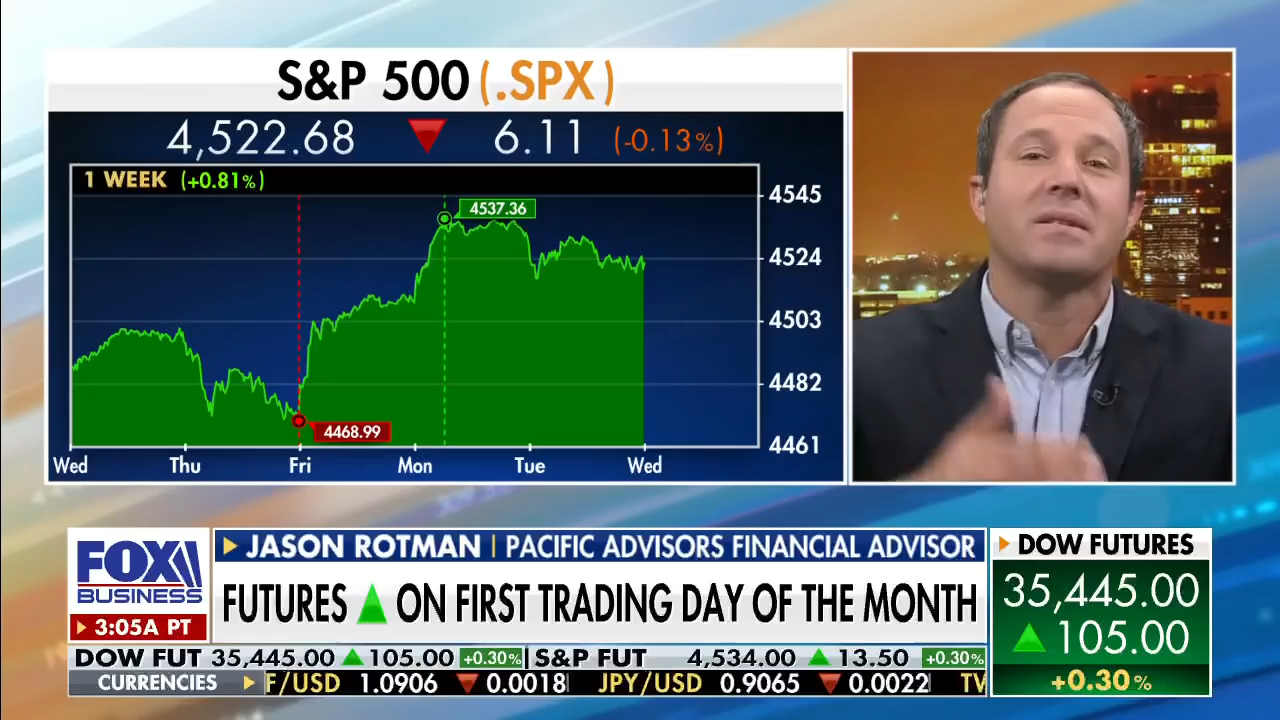 S&P 500 (.SPX)
4,522.68 ▼ 6.11 (-0.13%)
1 WEEK (+0.81%)
4545
4537.36
4524
4503
4482
4468.99
4461
Wed Thu Fri Mon Tue Wed
FOX BUSINESS
3:05A PT
JASON ROTMAN | PACIFIC ADVISORS FINANCIAL ADVISOR
FUTURES ▲ ON FIRST TRADING DAY OF THE MONTH
DOW FUTURES
35,445.00
▲ 105.00
+0.30%
DOW FUT 35,445.00 ▲ 105.00 +0.30% S&P FUT 4,534.00 ▲ 13.50 +0.30%
CURRENCIES F/USD 1.0906 ▼ 0.0018 JPY/USD 0.9065 ▼ 0.0022 TV